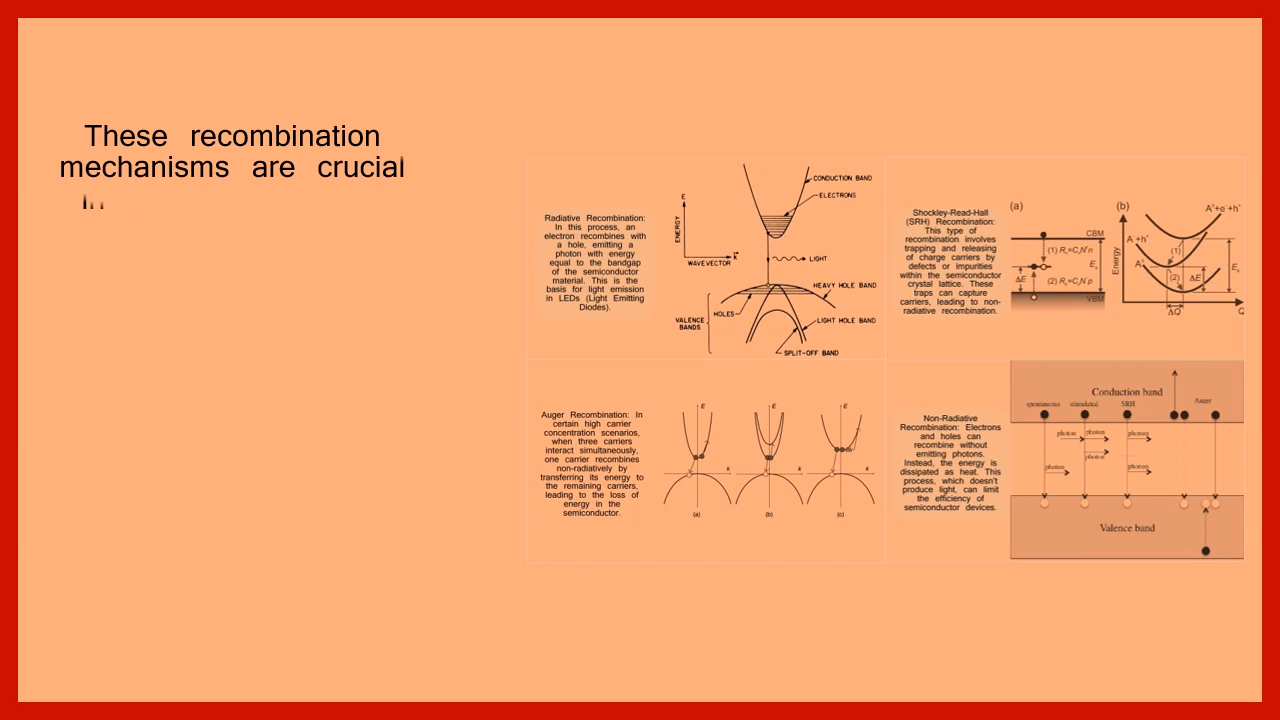 These recombination
mechanisms are crucial
Radiative Recombination:
In this process, an
electron recombines with
a hole, emitting a
photon with energy
equal to the bandgap
of the semiconductor
material. This is the
basis for light emission
in LEDs (Light Emitting
Diodes).
E
ENERGY
WAVEVECTOR k
CONDUCTION BAND
ELECTRONS
LIGHT
HEAVY HOLE BAND
HOLES
VALENCE
BANDS
LIGHT HOLE BAND
SPLIT-OFF BAND
Shockley-Read-Hall
(SRH) Recombination:
This type of
recombination involves
trapping and releasing
of charge carriers by
defects or impurities
within the semiconductor
crystal lattice. These
traps can capture
carriers, leading to non-
radiative recombination.
(a)
CBM
ΔE
VBM
(b)
Energy
(1)
(2)
ΔE
ΔQ
Auger Recombination: In
certain high carrier
concentration scenarios,
when three carriers
interact simultaneously,
one carrier recombines
non-radiatively by
transferring its energy to
the remaining carriers,
leading to the loss of
energy in the
semiconductor.
E E E
k k k
(a) (b) (c)
Non-Radiative
Recombination: Electrons
and holes can
recombine without
emitting photons.
Instead, the energy is
dissipated as heat. This
process, which doesn't
produce light, can limit
the efficiency of
semiconductor devices.
Conduction band
spontaneous stimulated SRH Auger
photon photon photon
photon
photon photon
Valence band